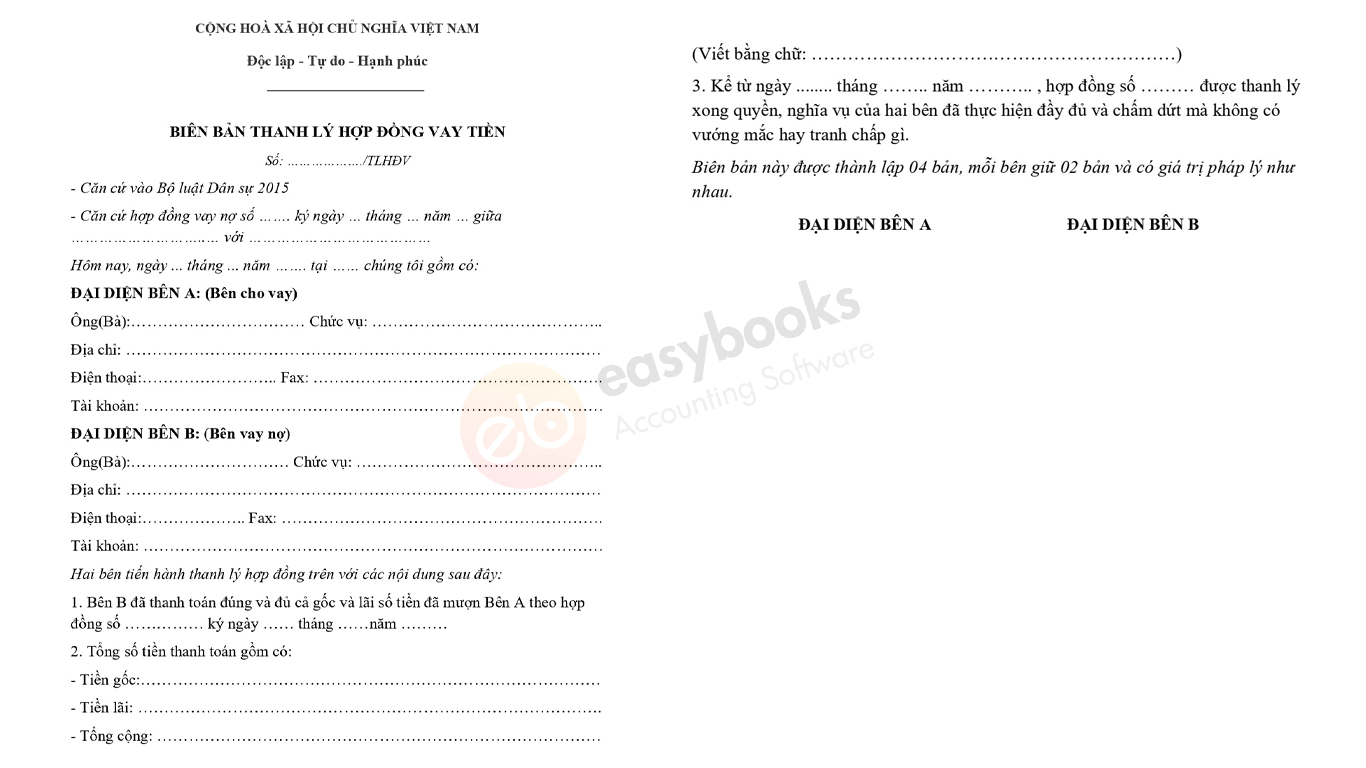 CỘNG HOÀ XÃ HỘI CHỦ NGHĨA VIỆT NAM
Độc lập - Tự do - Hạnh phúc
BIÊN BẢN THANH LÝ HỢP ĐỒNG VAY TIỀN
Số: ………………./TLHĐV
- Căn cứ vào Bộ luật Dân sự 2015
- Căn cứ hợp đồng vay nợ số ……. ký ngày ... tháng ... năm ... giữa
………………………..… với ……………………………
Hôm nay, ngày ... tháng ... năm ……. tại …… chúng tôi gồm có:
ĐẠI DIỆN BÊN A: (Bên cho vay)
Ông(Bà):…………………………… Chức vụ: ……………………………………..
Địa chỉ: ………………………………………………………………………………
Điện thoại:…………………….. Fax: ……………………………………………….
Tài khoản: ……………………………………………………………………………
ĐẠI DIỆN BÊN B: (Bên vay nợ)
Ông(Bà):………………………… Chức vụ: ………………………………………..
Địa chỉ: ………………………………………………………………………………
Điện thoại:……………….. Fax: …………………………………………………….
Tài khoản: ……………………………………………………………………………
Hai bên tiến hành thanh lý hợp đồng trên với các nội dung sau đây:
1. Bên B đã thanh toán đúng và đủ cả gốc và lãi số tiền đã mượn Bên A theo hợp
đồng số …………… ký ngày …… tháng ……năm ………
2. Tổng số tiền thanh toán gồm có:
- Tiền gốc:……………………………………………………………………………
- Tiền lãi: …………………………………………………………………………….
- Tổng cộng: …………………………………………………………………………
(Viết bằng chữ: ……………………………………………………)
3. Kể từ ngày ........ tháng …….. năm ……….. , hợp đồng số ……… được thanh lý
xong quyền, nghĩa vụ của hai bên đã thực hiện đầy đủ và chấm dứt mà không có
vướng mắc hay tranh chấp gì.
Biên bản này được thành lập 04 bản, mỗi bên giữ 02 bản và có giá trị pháp lý như
nhau.
ĐẠI DIỆN BÊN A ĐẠI DIỆN BÊN B
eb easybooks
Accounting Software